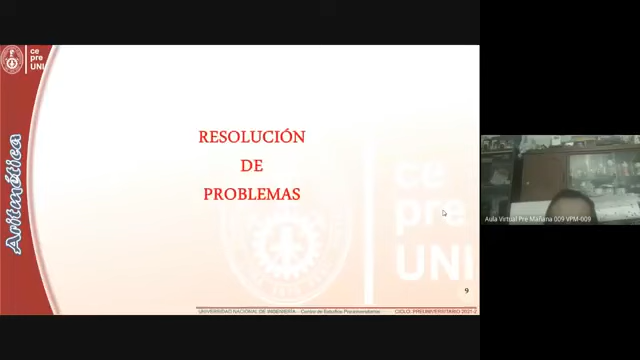 ce
pre
UNI
Aritmética
RESOLUCIÓN
DE
PROBLEMAS
ce
pre
UNI
9
UNIVERSIDAD NACIONAL DE INGENIERÍA - Centro de Estudios Preuniversitarios
CICLO: PREUNIVERSITARIO 2021-2
Aula Virtual Pre Mañana 009 VPM-009